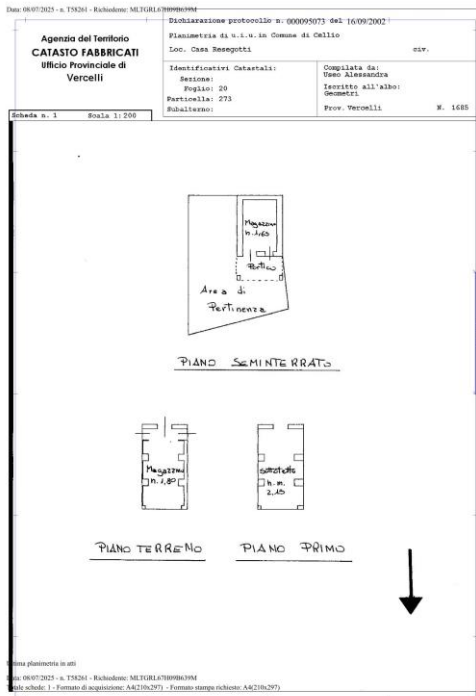 Data: 08/07/2025 - n. T58261 - Richiedente: MLTGRL67H09B639M
Agenzia del Territorio
CATASTO FABBRICATI
Ufficio Provinciale di
Vercelli
Dichiarazione protocollo n. 000095073 del 16/09/2002
Planimetria di u.i.u. in Comune di Cellio
Loc. Casa Resegotti civ.
Identificativi Catastali:
Sezione:
Foglio: 20
Particella: 273
Subalterno:
Compilata da:
Useo Alessandra
Iscritto all'albo:
Geometri
Prov. Vercelli N. 1685
Scheda n. 1 Scala 1:200
Magazzino
h. 1,65
Portico
Area di
Pertinenza
PIANO SEMINTERRATO
Magazzino
h. 1,80
sottotetto
h.m.
2,15
PIANO TERRENO
PIANO PRIMO
Ultima planimetria in atti
Data: 08/07/2025 - n. T58261 - Richiedente: MLTGRL67H09B639M
Totale schede: 1 - Formato di acquisizione: A4(210x297) - Formato stampa richiesto: A4(210x297)